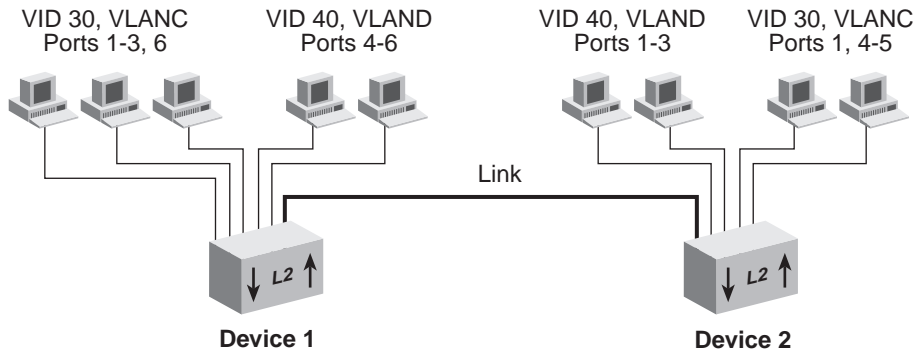 VID 30, VLANC
Ports 1-3, 6
VID 40, VLAND
Ports 4-6
VID 40, VLAND
Ports 1-3
VID 30, VLANC
Ports 1, 4-5
Link
L2
L2
Device 1
Device 2